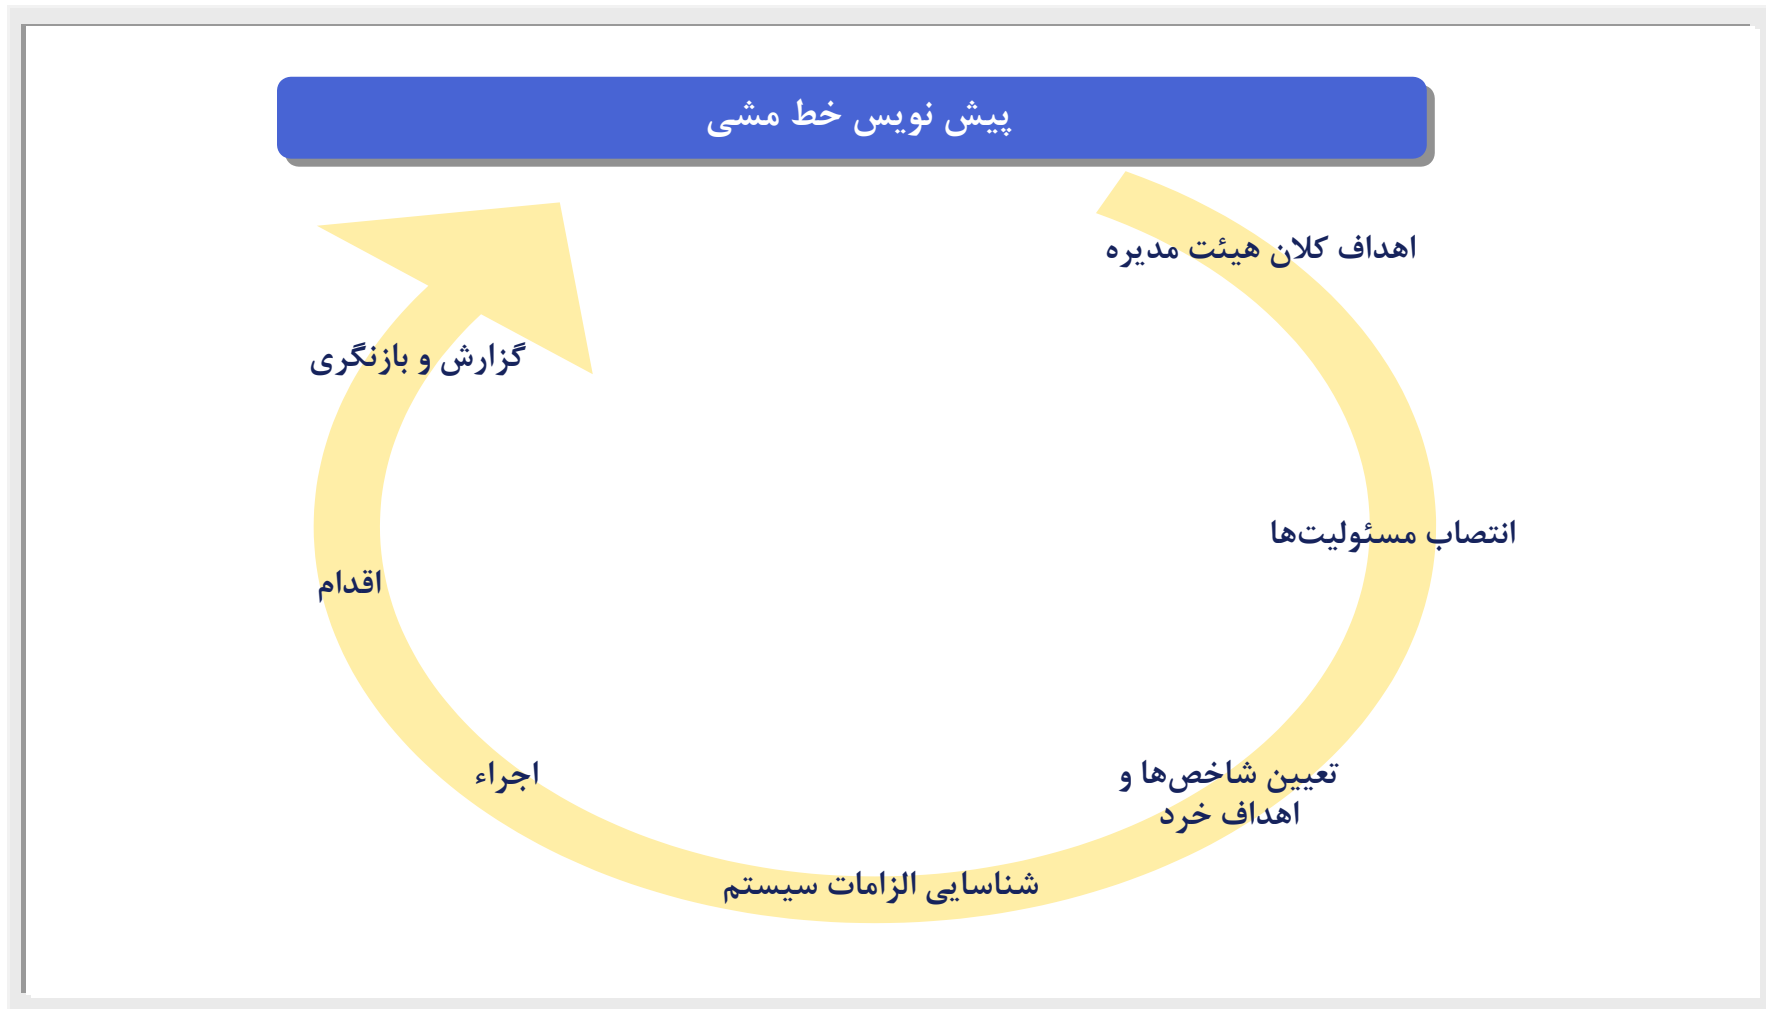 پیش نویس خط مشی
اهداف کلان هیئت مدیره
انتصاب مسئولیت‌ها
تعیین شاخص‌ها و
اهداف خرد
شناسایی الزامات سیستم
اجراء
اقدام
گزارش و بازنگری